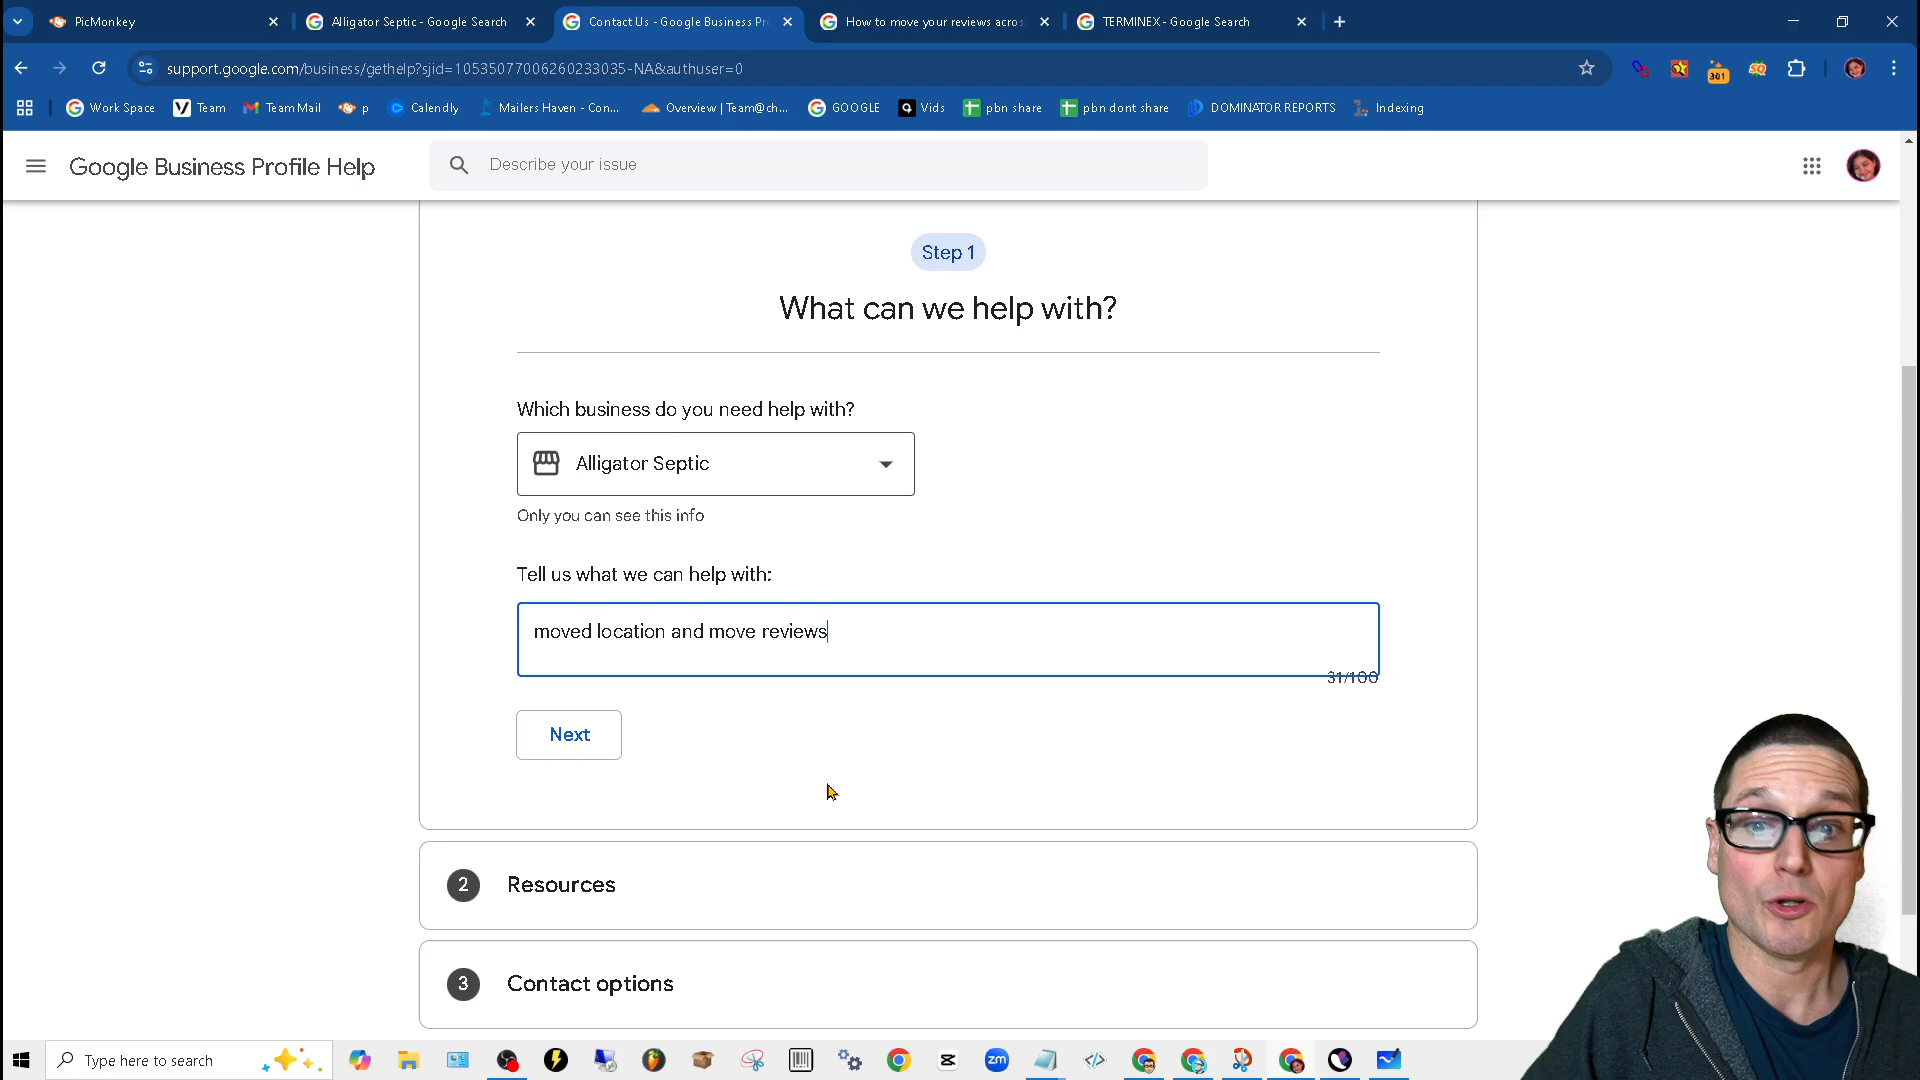 PicMonkey
Alligator Septic - Google Search
Contact Us - Google Business Pr
How to move your reviews acros
TERMINEX - Google Search
support.google.com/business/gethelp?sjid=10535077006260233035-NA&authuser=0
301
Work Space
Team
Team Mail
p
Calendly
Mailers Haven - Con...
Overview | Team@ch...
GOOGLE
Vids
pbn share
pbn dont share
DOMINATOR REPORTS
Indexing
Google Business Profile Help
Describe your issue
Step 1
What can we help with?
Which business do you need help with?
Alligator Septic
Only you can see this info
Tell us what we can help with:
moved location and move reviews
31/100
Next
2 Resources
3 Contact options
Type here to search
zm